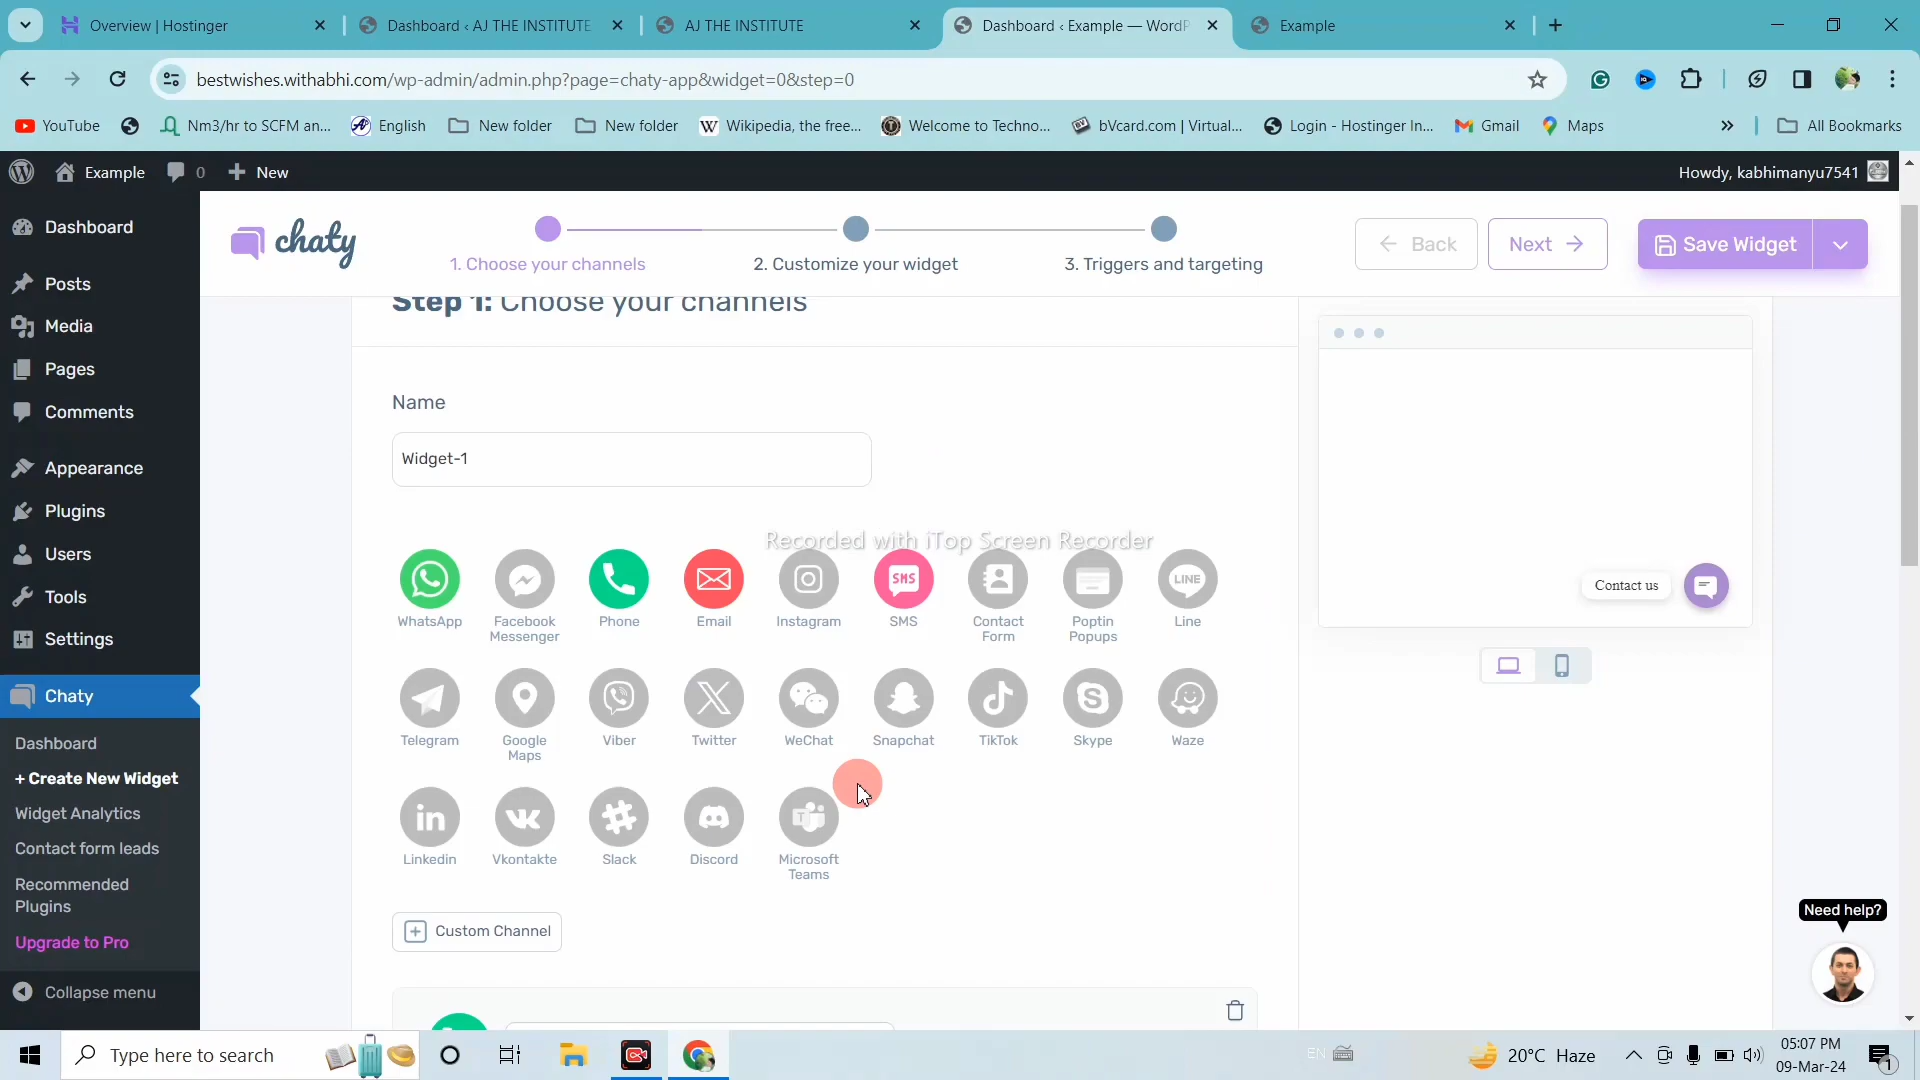 Overview | Hostinger
Dashboard ‹ AJ THE INSTITUTE
AJ THE INSTITUTE
Dashboard ‹ Example — WordP
Example
bestwishes.withabhi.com/wp-admin/admin.php?page=chaty-app&widget=0&step=0
YouTube
Nm3/hr to SCFM an...
English
New folder
New folder
Wikipedia, the free...
Welcome to Techno...
bVcard.com | Virtual...
Login - Hostinger In...
Gmail
Maps
All Bookmarks
Example
0
New
Howdy, kabhimanyu7541
Dashboard
Posts
Media
Pages
Comments
Appearance
Plugins
Users
Tools
Settings
Chaty
Dashboard
+ Create New Widget
Widget Analytics
Contact form leads
Recommended
Plugins
Upgrade to Pro
Collapse menu
chaty
1. Choose your channels
2. Customize your widget
3. Triggers and targeting
Back
Next
Save Widget
Step 1: Choose your channels
Name
Widget-1
Recorded with iTop Screen Recorder
SMS
LINE
WhatsApp
Facebook
Messenger
Phone
Email
Instagram
SMS
Contact
Form
Poptin
Popups
Line
Telegram
Google
Maps
Viber
Twitter
WeChat
Snapchat
TikTok
Skype
Waze
Linkedin
Vkontakte
Slack
Discord
Microsoft
Teams
Custom Channel
Contact us
Need help?
Type here to search
EN
20°C Haze
05:07 PM
09-Mar-24
1